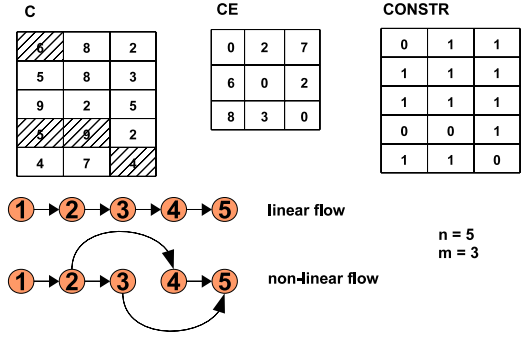 C
6 8 2
5 8 3
9 2 5
5 9 2
4 7 4
CE
0 2 7
6 0 2
8 3 0
CONSTR
0 1 1
1 1 1
1 1 1
0 0 1
1 1 0
1 2 3 4 5 linear flow
1 2 3 4 5 non-linear flow
n = 5
m = 3